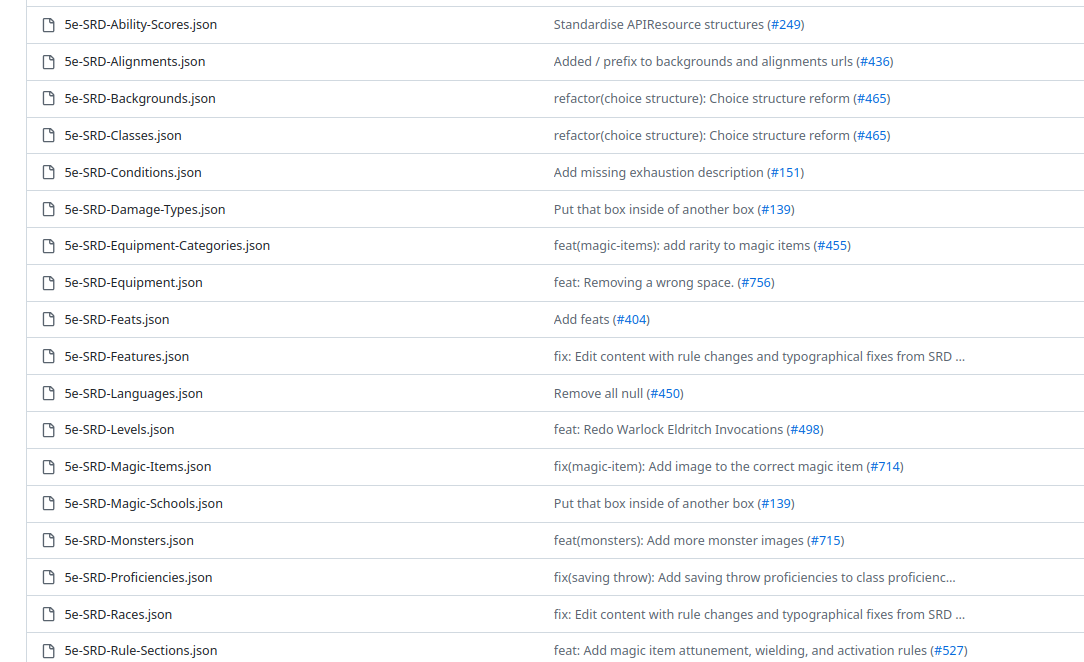 5e-SRD-Ability-Scores.json Standardise APIResource structures (#249)
5e-SRD-Alignments.json Added / prefix to backgrounds and alignments urls (#436)
5e-SRD-Backgrounds.json refactor(choice structure): Choice structure reform (#465)
5e-SRD-Classes.json refactor(choice structure): Choice structure reform (#465)
5e-SRD-Conditions.json Add missing exhaustion description (#151)
5e-SRD-Damage-Types.json Put that box inside of another box (#139)
5e-SRD-Equipment-Categories.json feat(magic-items): add rarity to magic items (#455)
5e-SRD-Equipment.json feat: Removing a wrong space. (#756)
5e-SRD-Feats.json Add feats (#404)
5e-SRD-Features.json fix: Edit content with rule changes and typographical fixes from SRD ...
5e-SRD-Languages.json Remove all null (#450)
5e-SRD-Levels.json feat: Redo Warlock Eldritch Invocations (#498)
5e-SRD-Magic-Items.json fix(magic-item): Add image to the correct magic item (#714)
5e-SRD-Magic-Schools.json Put that box inside of another box (#139)
5e-SRD-Monsters.json feat(monsters): Add more monster images (#715)
5e-SRD-Proficiencies.json fix(saving throw): Add saving throw proficiencies to class proficienc...
5e-SRD-Races.json fix: Edit content with rule changes and typographical fixes from SRD ...
5e-SRD-Rule-Sections.json feat: Add magic item attunement, wielding, and activation rules (#527)